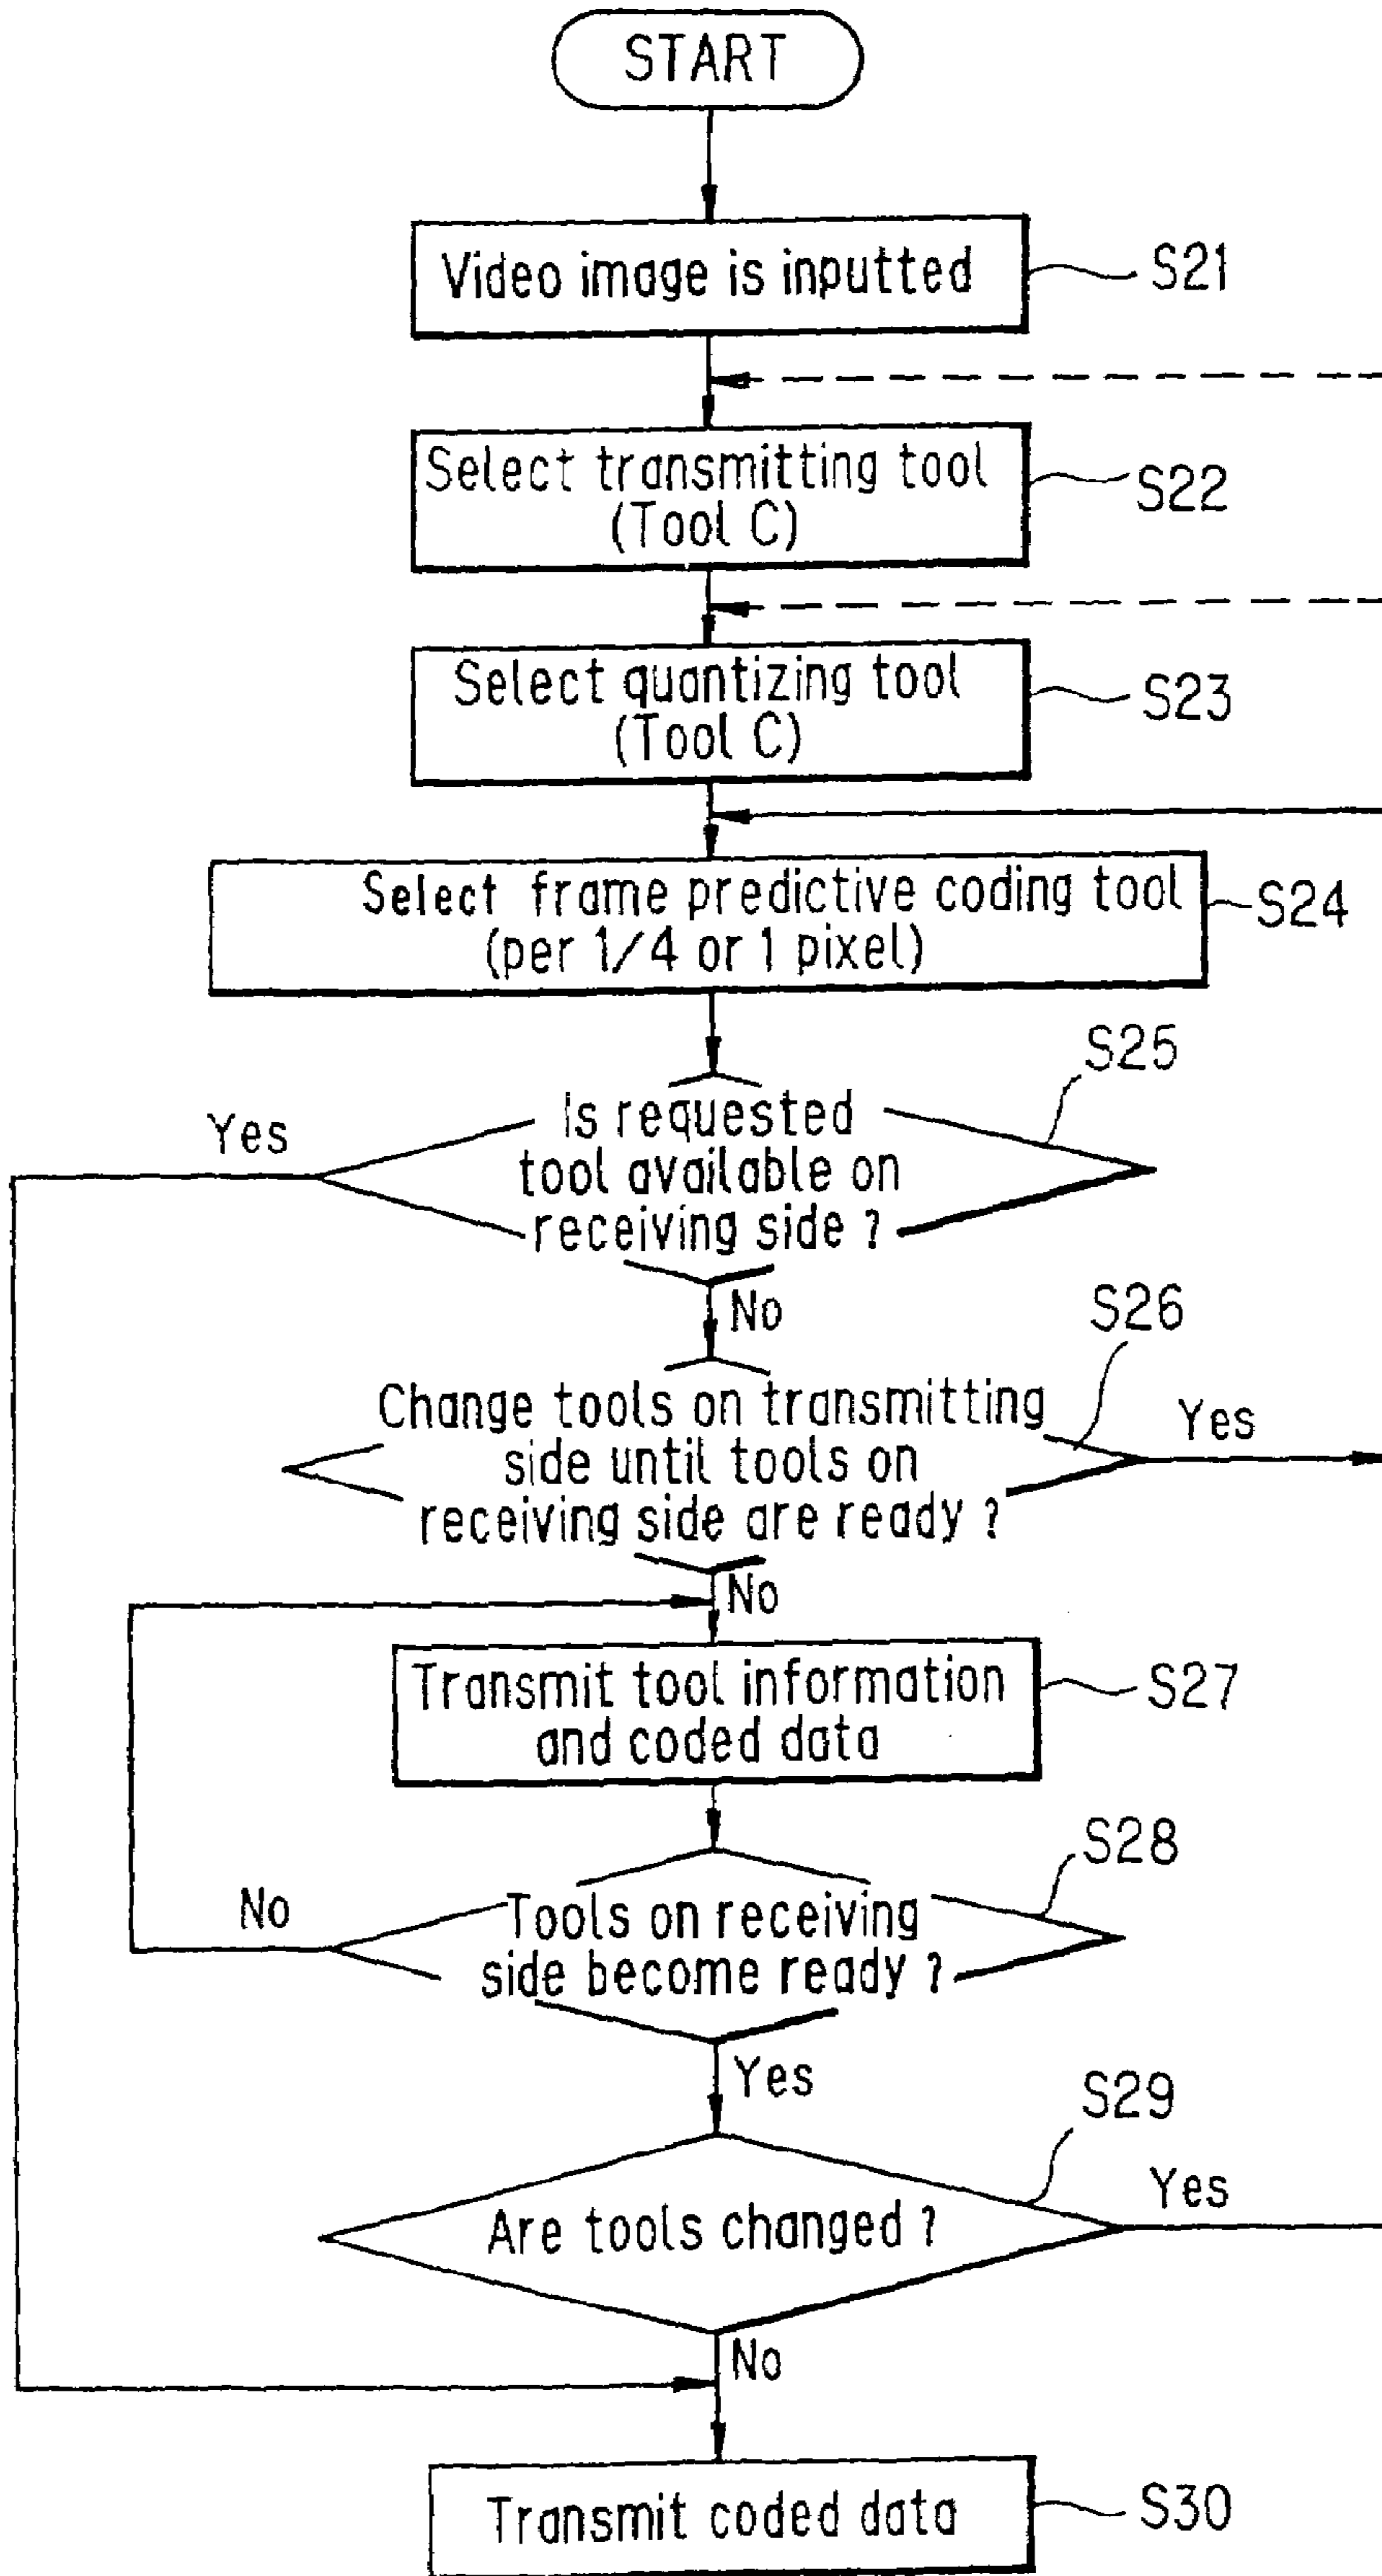 START
Video image is inputted
S21
Select transmitting tool
(Tool C)
S22
Select quantizing tool
(Tool C)
S23
Select frame predictive coding tool
(per 1/4 or 1 pixel)
S24
S25
Yes
Is requested
tool available on
receiving side ?
No
S26
Change tools on transmitting
side until tools on
receiving side are ready ?
Yes
No
Transmit tool information
and coded data
S27
S28
No
Tools on receiving
side become ready ?
Yes
S29
Yes
Are tools changed ?
No
Transmit coded data
S30